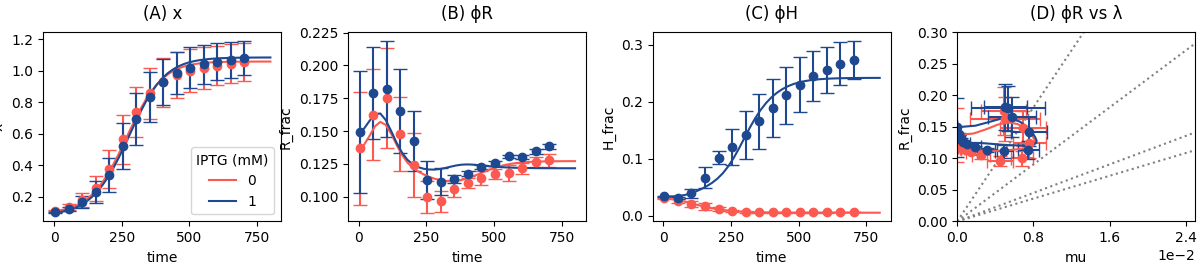 (A) x
x
1.2
1.0
0.8
0.6
0.4
0.2
IPTG (mM)
0
1
0
250
500
750
time
(B) ϕR
R_frac
0.225
0.200
0.175
0.150
0.125
0.100
0
250
500
750
time
(C) ϕH
H_frac
0.3
0.2
0.1
0.0
0
250
500
750
time
(D) ϕR vs λ
R_frac
0.30
0.25
0.20
0.15
0.10
0.05
0.00
0.0
0.8
1.6
2.4
1e−2
mu